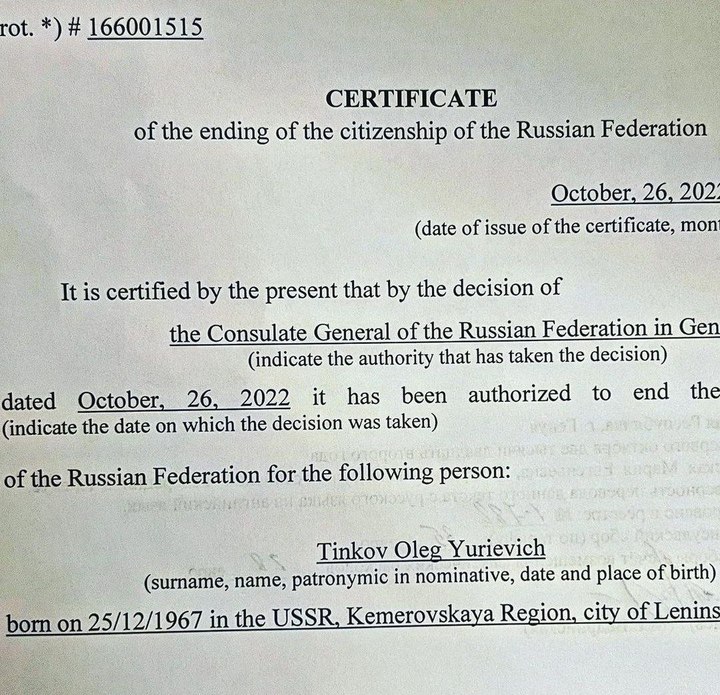 rot. *) # 166001515
CERTIFICATE
of the ending of the citizenship of the Russian Federation
October, 26, 202
(date of issue of the certificate, mon
It is certified by the present that by the decision of
the Consulate General of the Russian Federation in Gen
(indicate the authority that has taken the decision)
dated October, 26, 2022 it has been authorized to end the
(indicate the date on which the decision was taken)
of the Russian Federation for the following person:
Tinkov Oleg Yurievich
(surname, name, patronymic in nominative, date and place of birth)
born on 25/12/1967 in the USSR, Kemerovskaya Region, city of Lenins